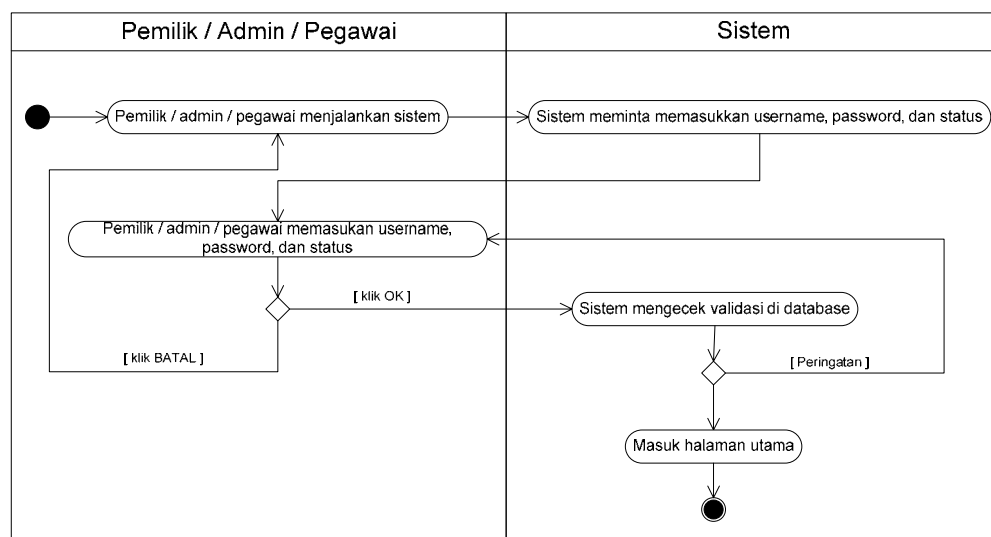 Pemilik / Admin / Pegawai
Sistem
Pemilik / admin / pegawai menjalankan sistem
Sistem meminta memasukkan username, password, dan status
Pemilik / admin / pegawai memasukan username,
password, dan status
[ klik OK ]
Sistem mengecek validasi di database
[ klik BATAL ]
[ Peringatan ]
Masuk halaman utama